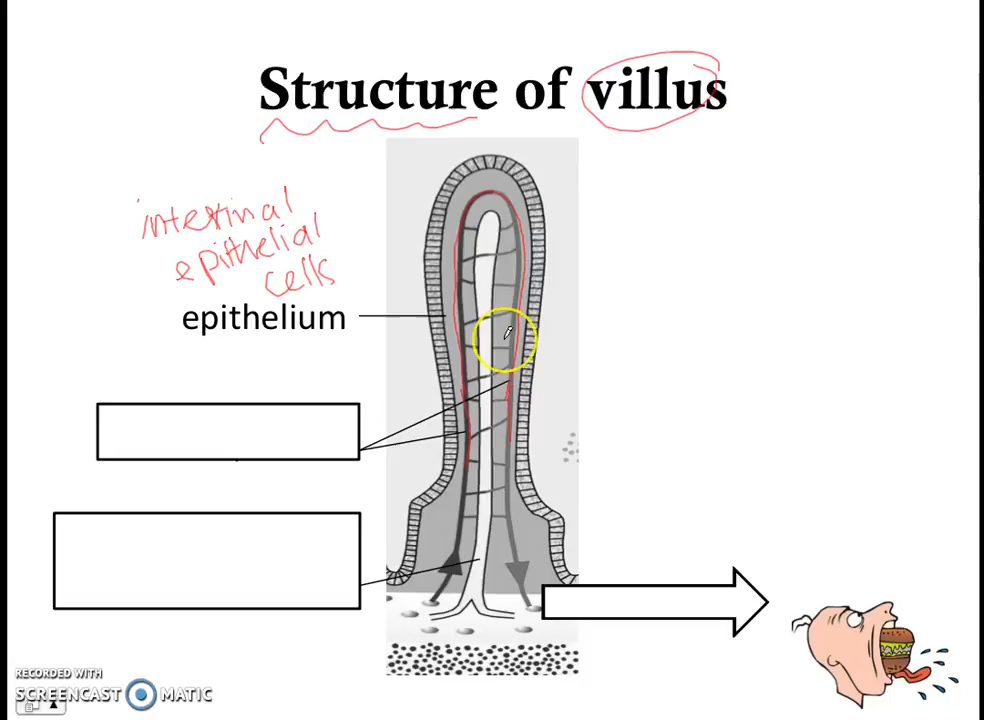 Structure of villus
intestinal
epithelial
cells
epithelium
RECORDED WITH
SCREENCAST MATIC